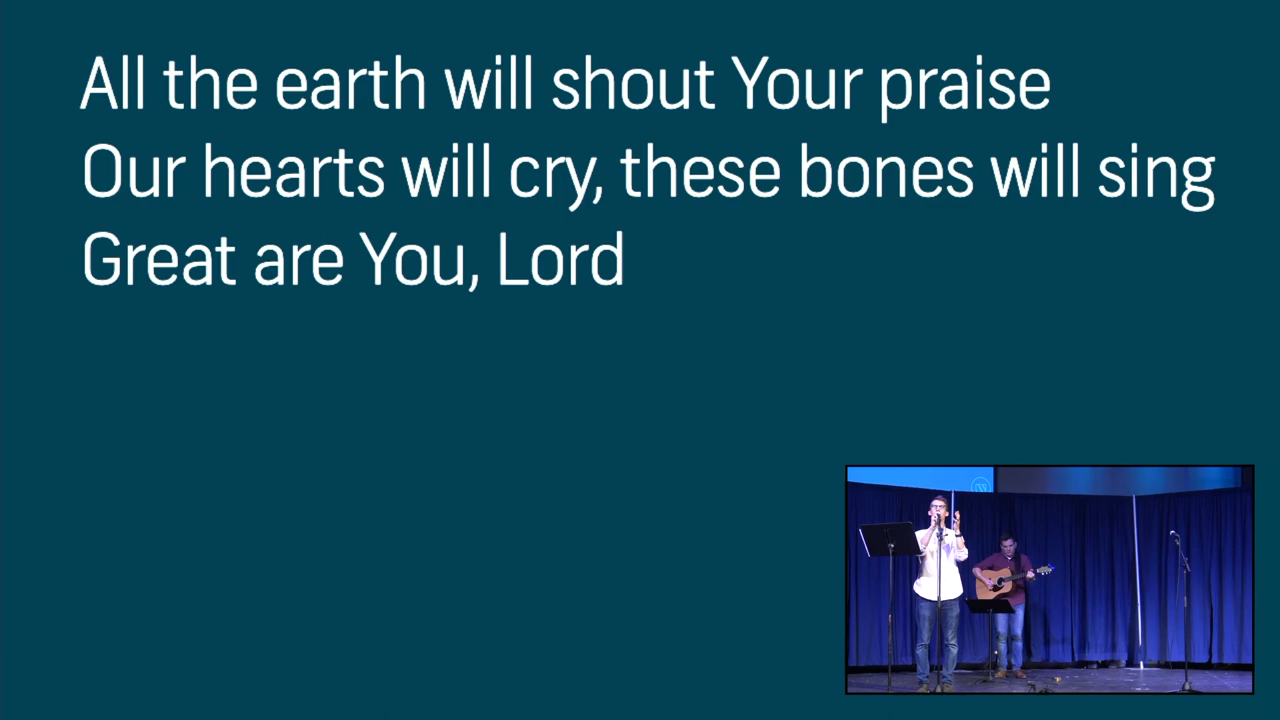 All the earth will shout Your praise
Our hearts will cry, these bones will sing
Great are You, Lord